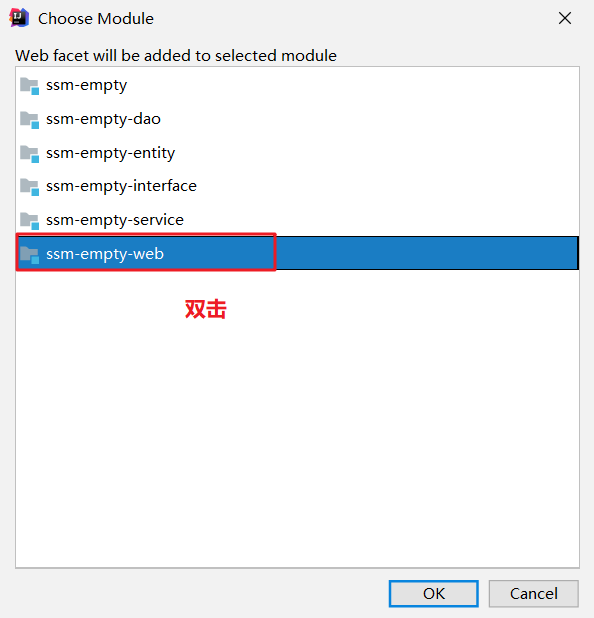 Choose Module
Web facet will be added to selected module
ssm-empty
ssm-empty-dao
ssm-empty-entity
ssm-empty-interface
ssm-empty-service
ssm-empty-web
双击
OK
Cancel